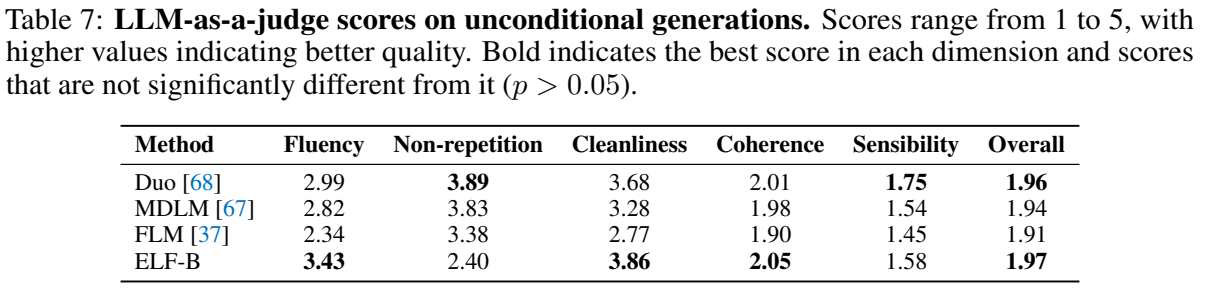 Table 7: LLM-as-a-judge scores on unconditional generations. Scores range from 1 to 5, with
higher values indicating better quality. Bold indicates the best score in each dimension and scores
that are not significantly different from it (p > 0.05).
Method Fluency Non-repetition Cleanliness Coherence Sensibility Overall
Duo [68] 2.99 3.89 3.68 2.01 1.75 1.96
MDLM [67] 2.82 3.83 3.28 1.98 1.54 1.94
FLM [37] 2.34 3.38 2.77 1.90 1.45 1.91
ELF-B 3.43 2.40 3.86 2.05 1.58 1.97